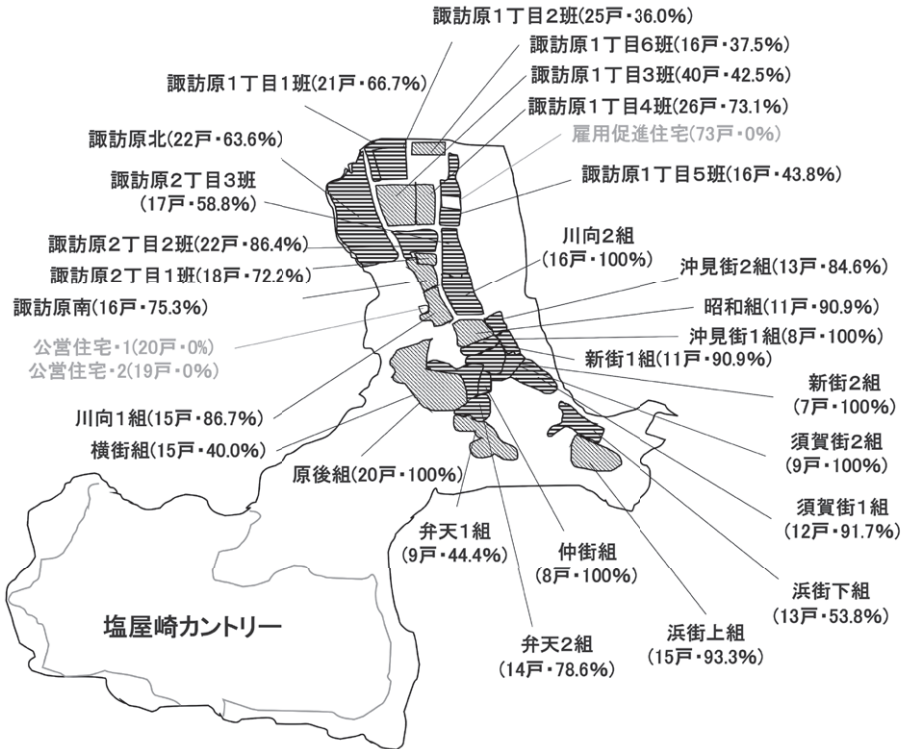 諏訪原1丁目2班(25戸・36.0%)
諏訪原1丁目6班(16戸・37.5%)
諏訪原1丁目3班(40戸・42.5%)
諏訪原1丁目1班(21戸・66.7%)
諏訪原1丁目4班(26戸・73.1%)
諏訪原北(22戸・63.6%)
雇用促進住宅(73戸・0%)
諏訪原2丁目3班
(17戸・58.8%)
諏訪原1丁目5班(16戸・43.8%)
諏訪原2丁目2班(22戸・86.4%)
川向2組
(16戸・100%)
諏訪原2丁目1班(18戸・72.2%)
沖見街2組(13戸・84.6%)
諏訪原南(16戸・75.3%)
昭和組(11戸・90.9%)
沖見街1組(8戸・100%)
公営住宅・1(20戸・0%)
新街1組(11戸・90.9%)
公営住宅・2(19戸・0%)
新街2組
(7戸・100%)
川向1組(15戸・86.7%)
須賀街2組
(9戸・100%)
横街組(15戸・40.0%)
原後組(20戸・100%)
須賀街1組
(12戸・91.7%)
弁天1組
(9戸・44.4%)
仲街組
(8戸・100%)
浜街下組
(13戸・53.8%)
塩屋崎カントリー
浜街上組
(15戸・93.3%)
弁天2組
(14戸・78.6%)